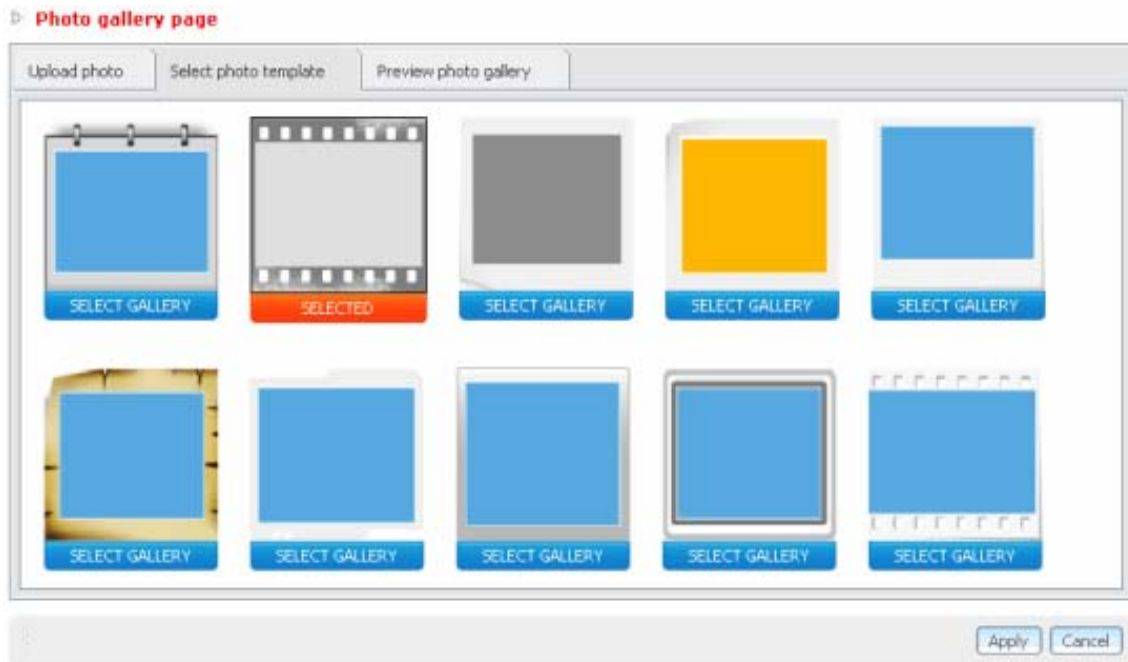 Photo gallery page
Upload photo Select photo template Preview photo gallery
SELECT GALLERY SELECTED SELECT GALLERY SELECT GALLERY SELECT GALLERY
SELECT GALLERY SELECT GALLERY SELECT GALLERY SELECT GALLERY SELECT GALLERY
Apply Cancel